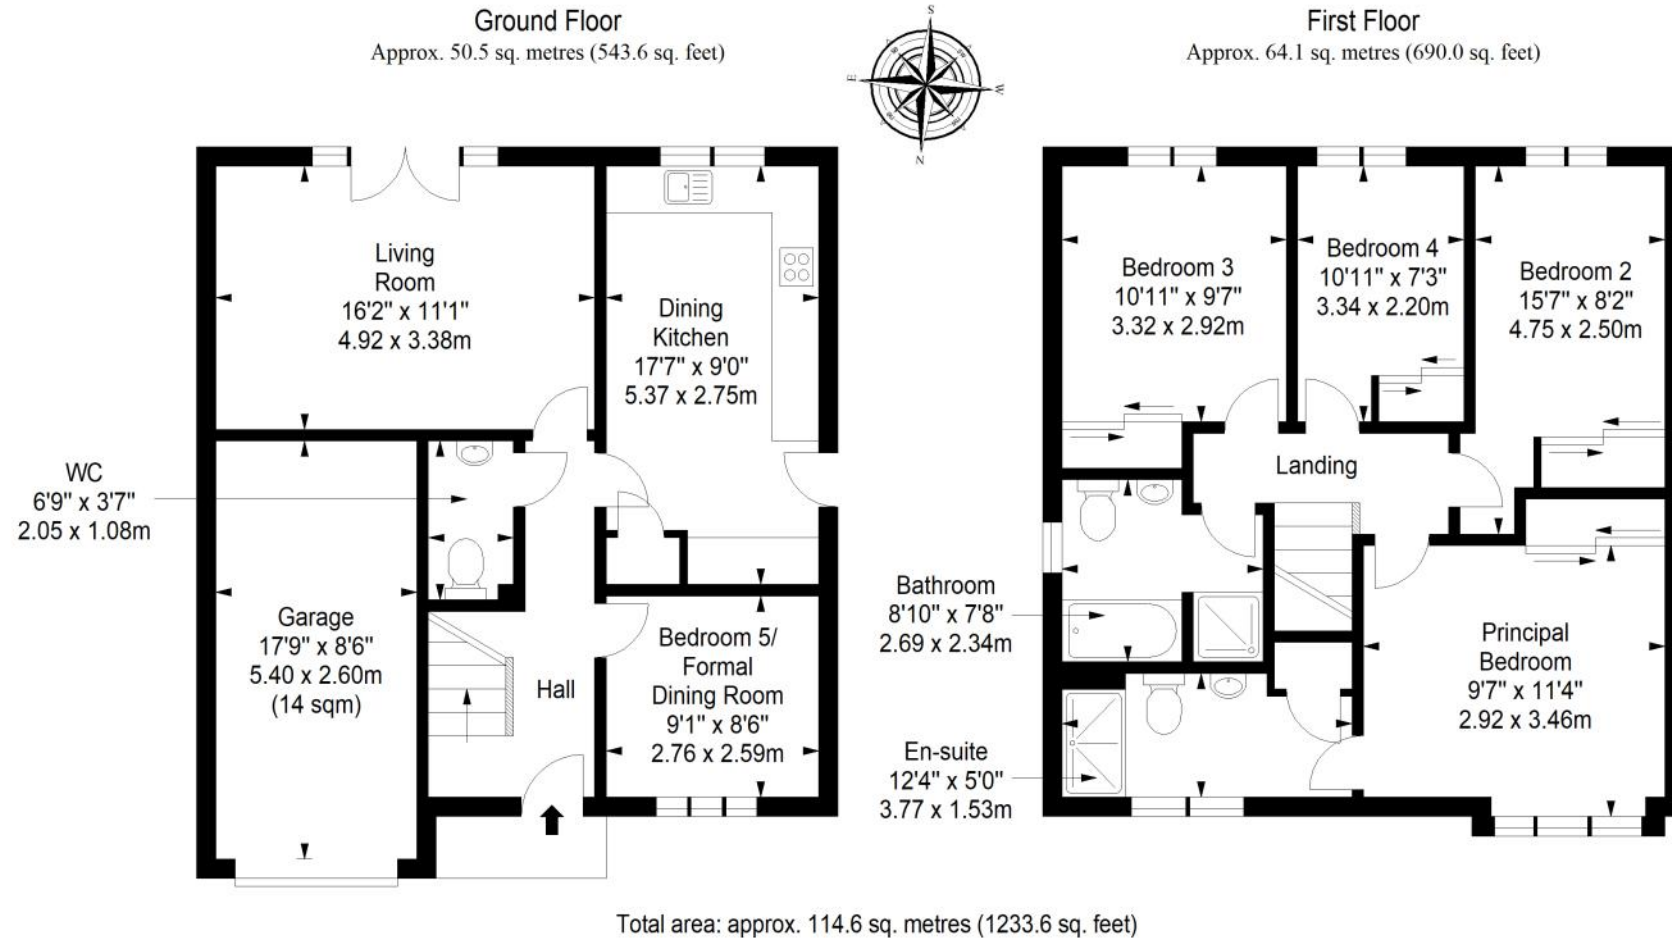 Ground Floor
Approx. 50.5 sq. metres (543.6 sq. feet)
S
E
W
N
First Floor
Approx. 64.1 sq. metres (690.0 sq. feet)
Living
Room
16'2" x 11'1"
4.92 x 3.38m
Dining
Kitchen
17'7" x 9'0"
5.37 x 2.75m
WC
6'9" x 3'7"
2.05 x 1.08m
Garage
17'9" x 8'6"
5.40 x 2.60m
(14 sqm)
Hall
Bedroom 5/
Formal
Dining Room
9'1" x 8'6"
2.76 x 2.59m
Bedroom 3
10'11" x 9'7"
3.32 x 2.92m
Bedroom 4
10'11" x 7'3"
3.34 x 2.20m
Bedroom 2
15'7" x 8'2"
4.75 x 2.50m
Landing
Bathroom
8'10" x 7'8"
2.69 x 2.34m
Principal
Bedroom
9'7" x 11'4"
2.92 x 3.46m
En-suite
12'4" x 5'0"
3.77 x 1.53m
Total area: approx. 114.6 sq. metres (1233.6 sq. feet)